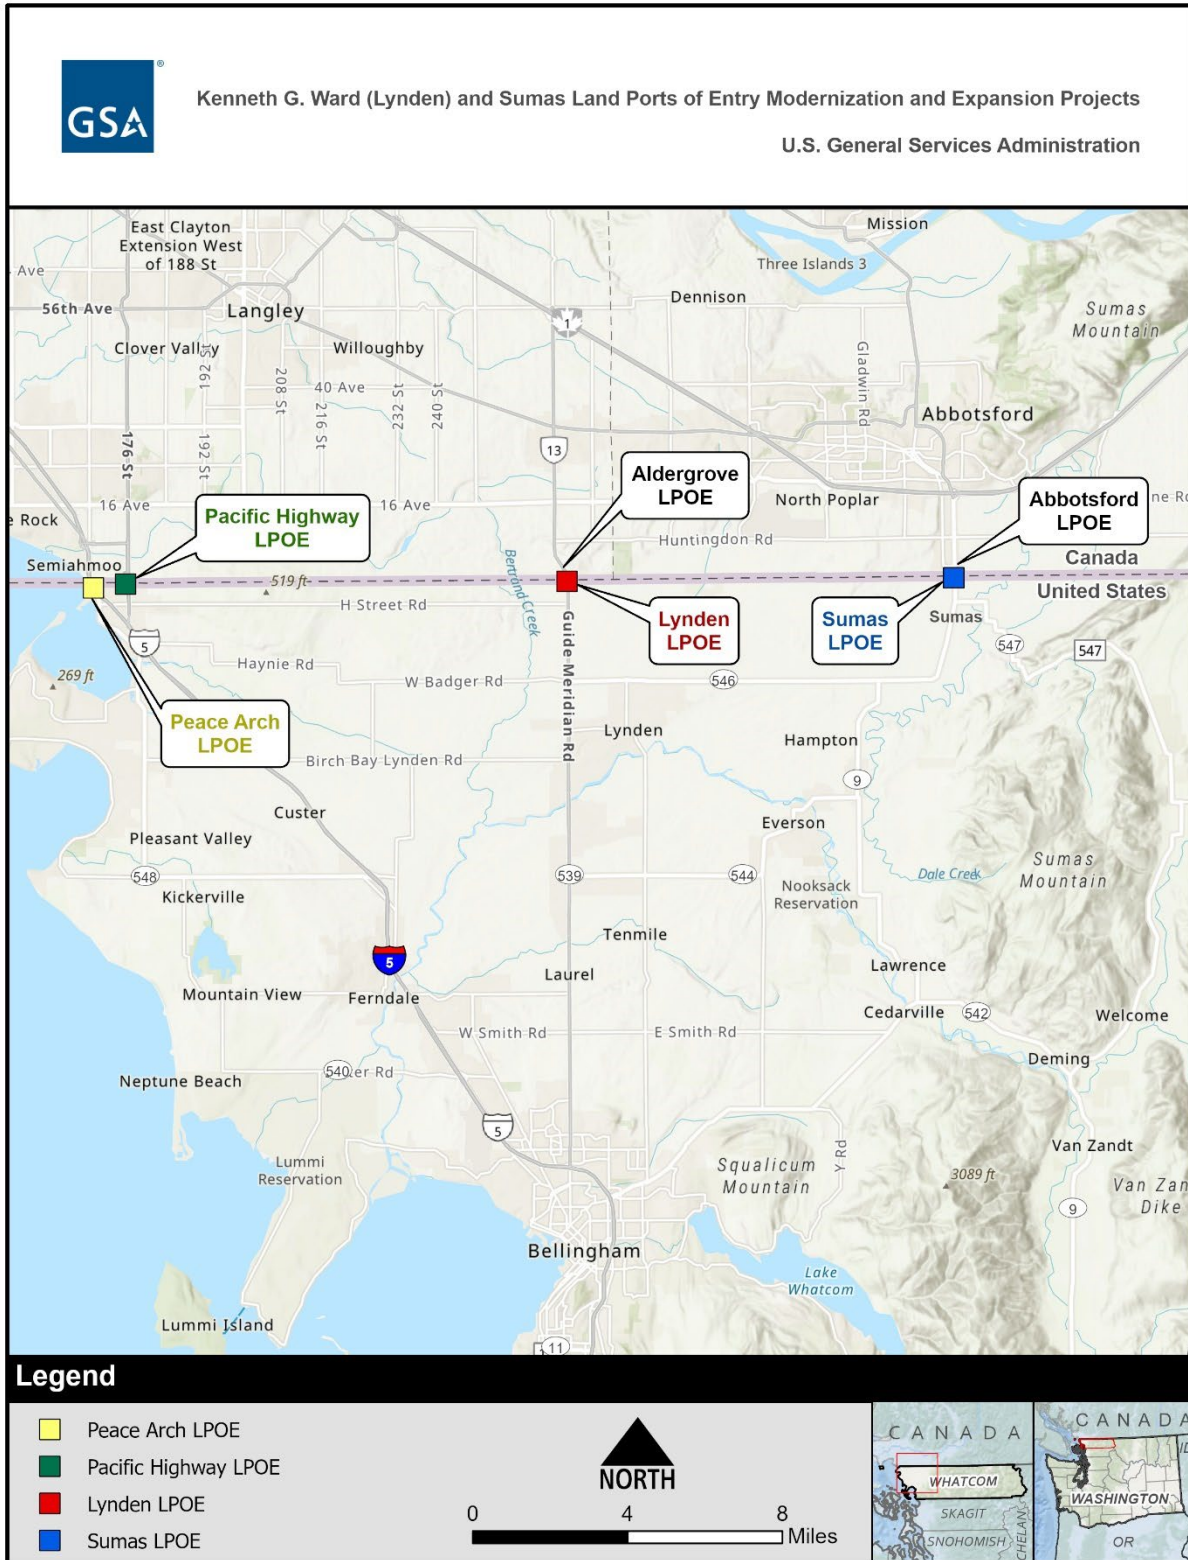 GSA
®
Kenneth G. Ward (Lynden) and Sumas Land Ports of Entry Modernization and Expansion Projects
U.S. General Services Administration
East Clayton
Extension West
of 188 St
Mission
Three Islands 3
Ave
56th Ave
Langley
Dennison
Sumas
Mountain
1
Clover Valley
Willoughby
192 St
208 St
216 St
40 Ave
232 St
240 St
Gladwin Rd
Abbotsford
176 St
192 St
13
Aldergrove
LPOE
16 Ave
16 Ave
North Poplar
Abbotsford
LPOE
ne Rd
e Rock
Pacific Highway
LPOE
Huntingdon Rd
Semiahmoo
519 ft
Bertrand Creek
Canada
United States
H Street Rd
Lynden
LPOE
Sumas
LPOE
Sumas
5
Guide Meridian Rd
547
547
Haynie Rd
269 ft
W Badger Rd
546
Peace Arch
LPOE
Lynden
Hampton
Birch Bay Lynden Rd
9
Custer
Everson
Pleasant Valley
548
539
544
Dale Creek
Sumas
Mountain
Kickerville
Nooksack
Reservation
Tenmile
5
Laurel
Lawrence
Mountain View
Ferndale
Cedarville
542
Welcome
W Smith Rd
E Smith Rd
Deming
540
er Rd
Neptune Beach
5
Van Zandt
Lummi
Reservation
Squalicum
Mountain
Y Rd
3089 ft
Van Zan
Dike
9
Bellingham
Lake
Whatcom
Lummi Island
11
Legend
Peace Arch LPOE
Pacific Highway LPOE
Lynden LPOE
Sumas LPOE
NORTH
0 4 8
Miles
CANADA
WHATCOM
SKAGIT
SNOHOMISH
CHELAN
CANADA
ID
WASHINGTON
OR